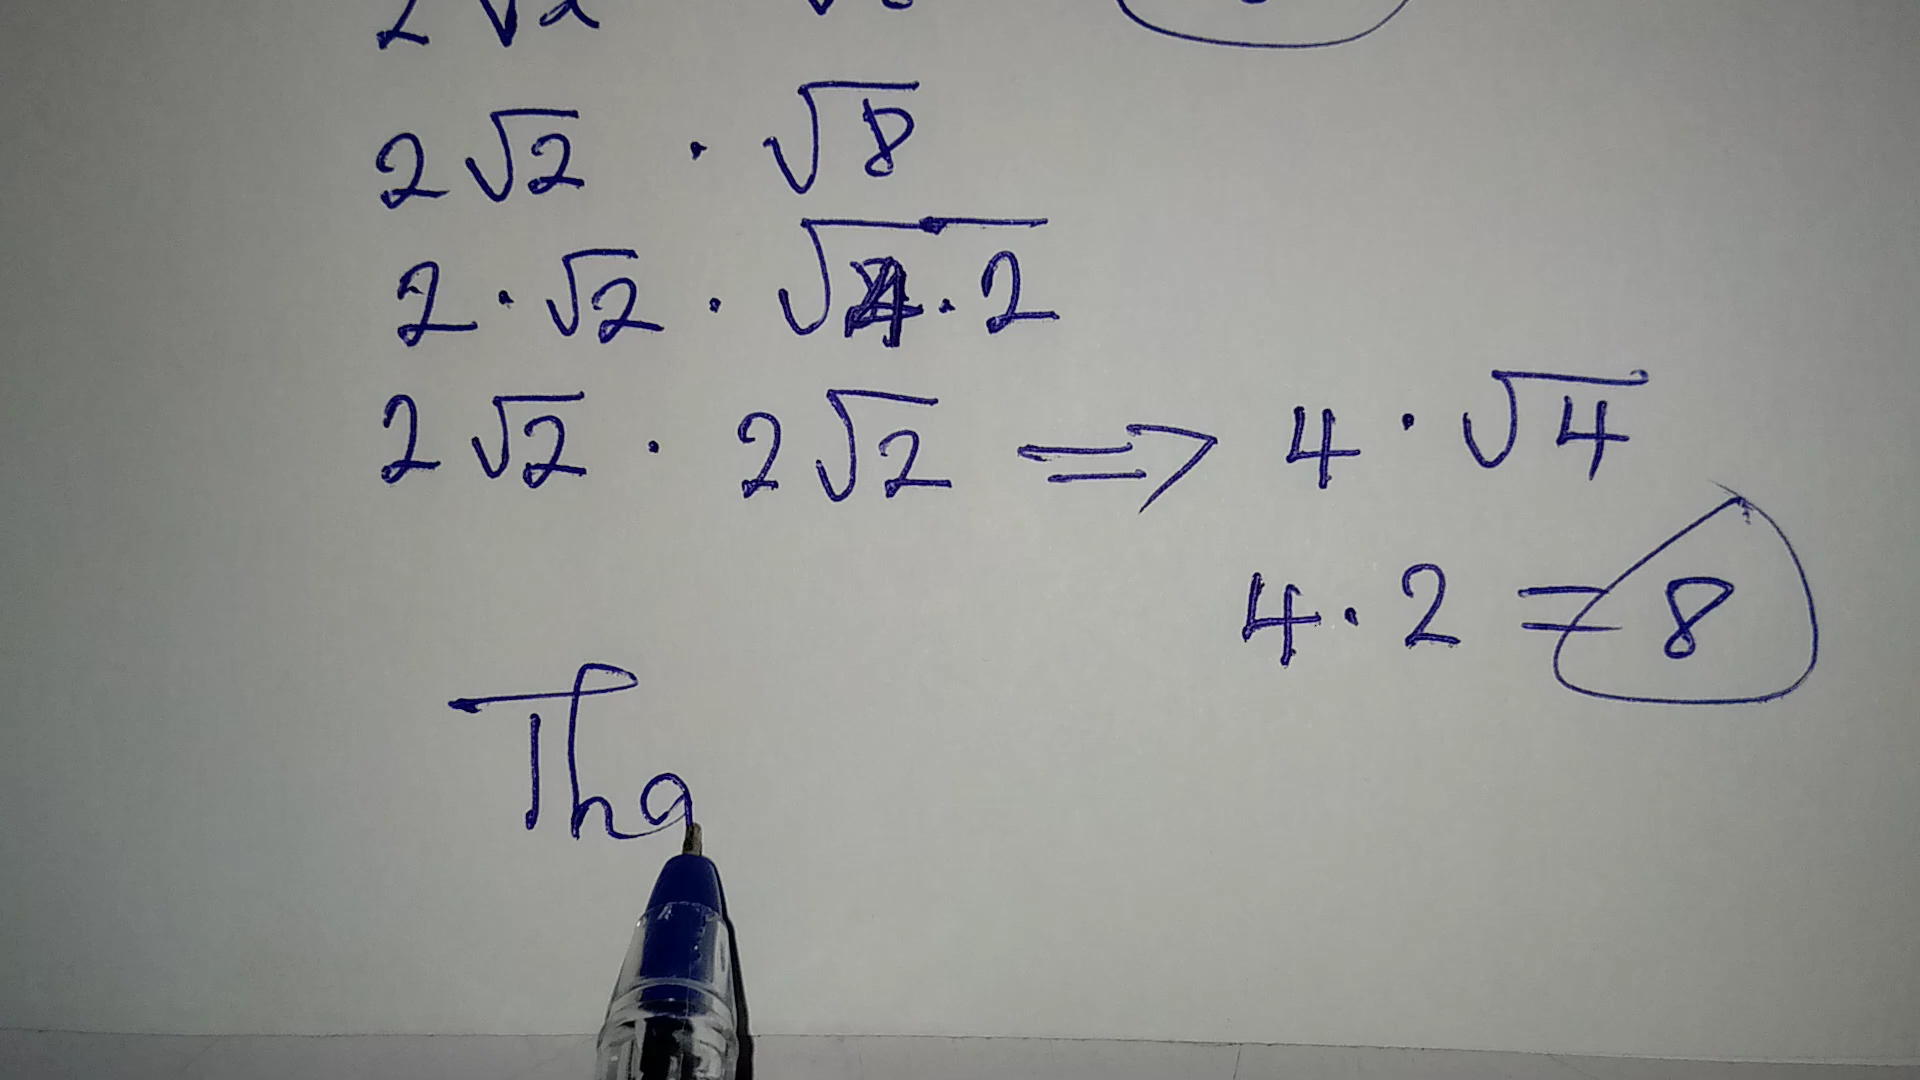 2√2 · √8
2 · √2 · √4·2
2√2 · 2√2 => 4 · √4
4 · 2 = 8
Tha